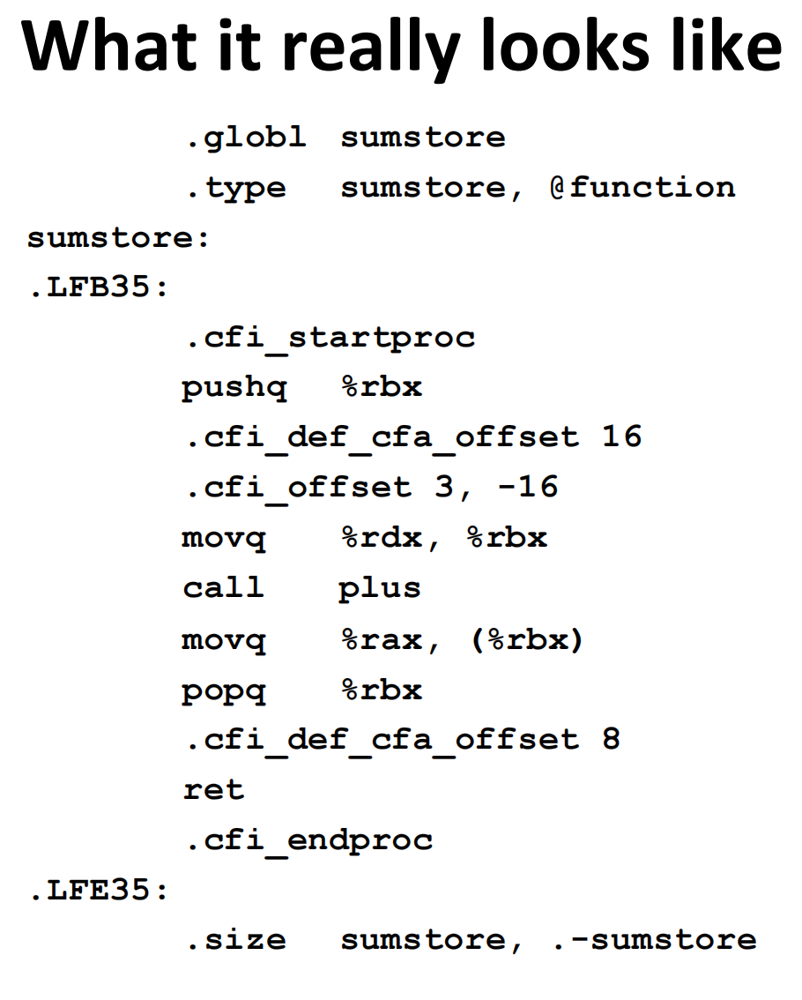 What it really looks like
.globl sumstore
.type sumstore, @function
sumstore:
.LFB35:
.cfi_startproc
pushq %rbx
.cfi_def_cfa_offset 16
.cfi_offset 3, -16
movq %rdx, %rbx
call plus
movq %rax, (%rbx)
popq %rbx
.cfi_def_cfa_offset 8
ret
.cfi_endproc
.LFE35:
.size sumstore, .-sumstore